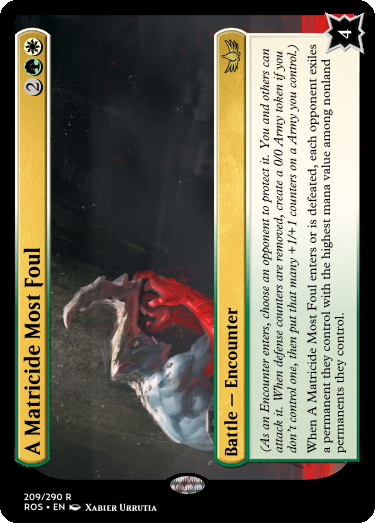 A Matricide Most Foul 2
Battle — Encounter
(As an Encounter enters, choose an opponent to protect it. You and others can
attack it. When defense counters are removed, create a 0/0 Army token if you
don't control one, then put that many +1/+1 counters on a Army you control.)
When A Matricide Most Foul enters or is defeated, each opponent exiles
a permanent they control with the highest mana value among nonland
permanents they control.
4
209/290 R
ROS • EN Xabier Urrutia